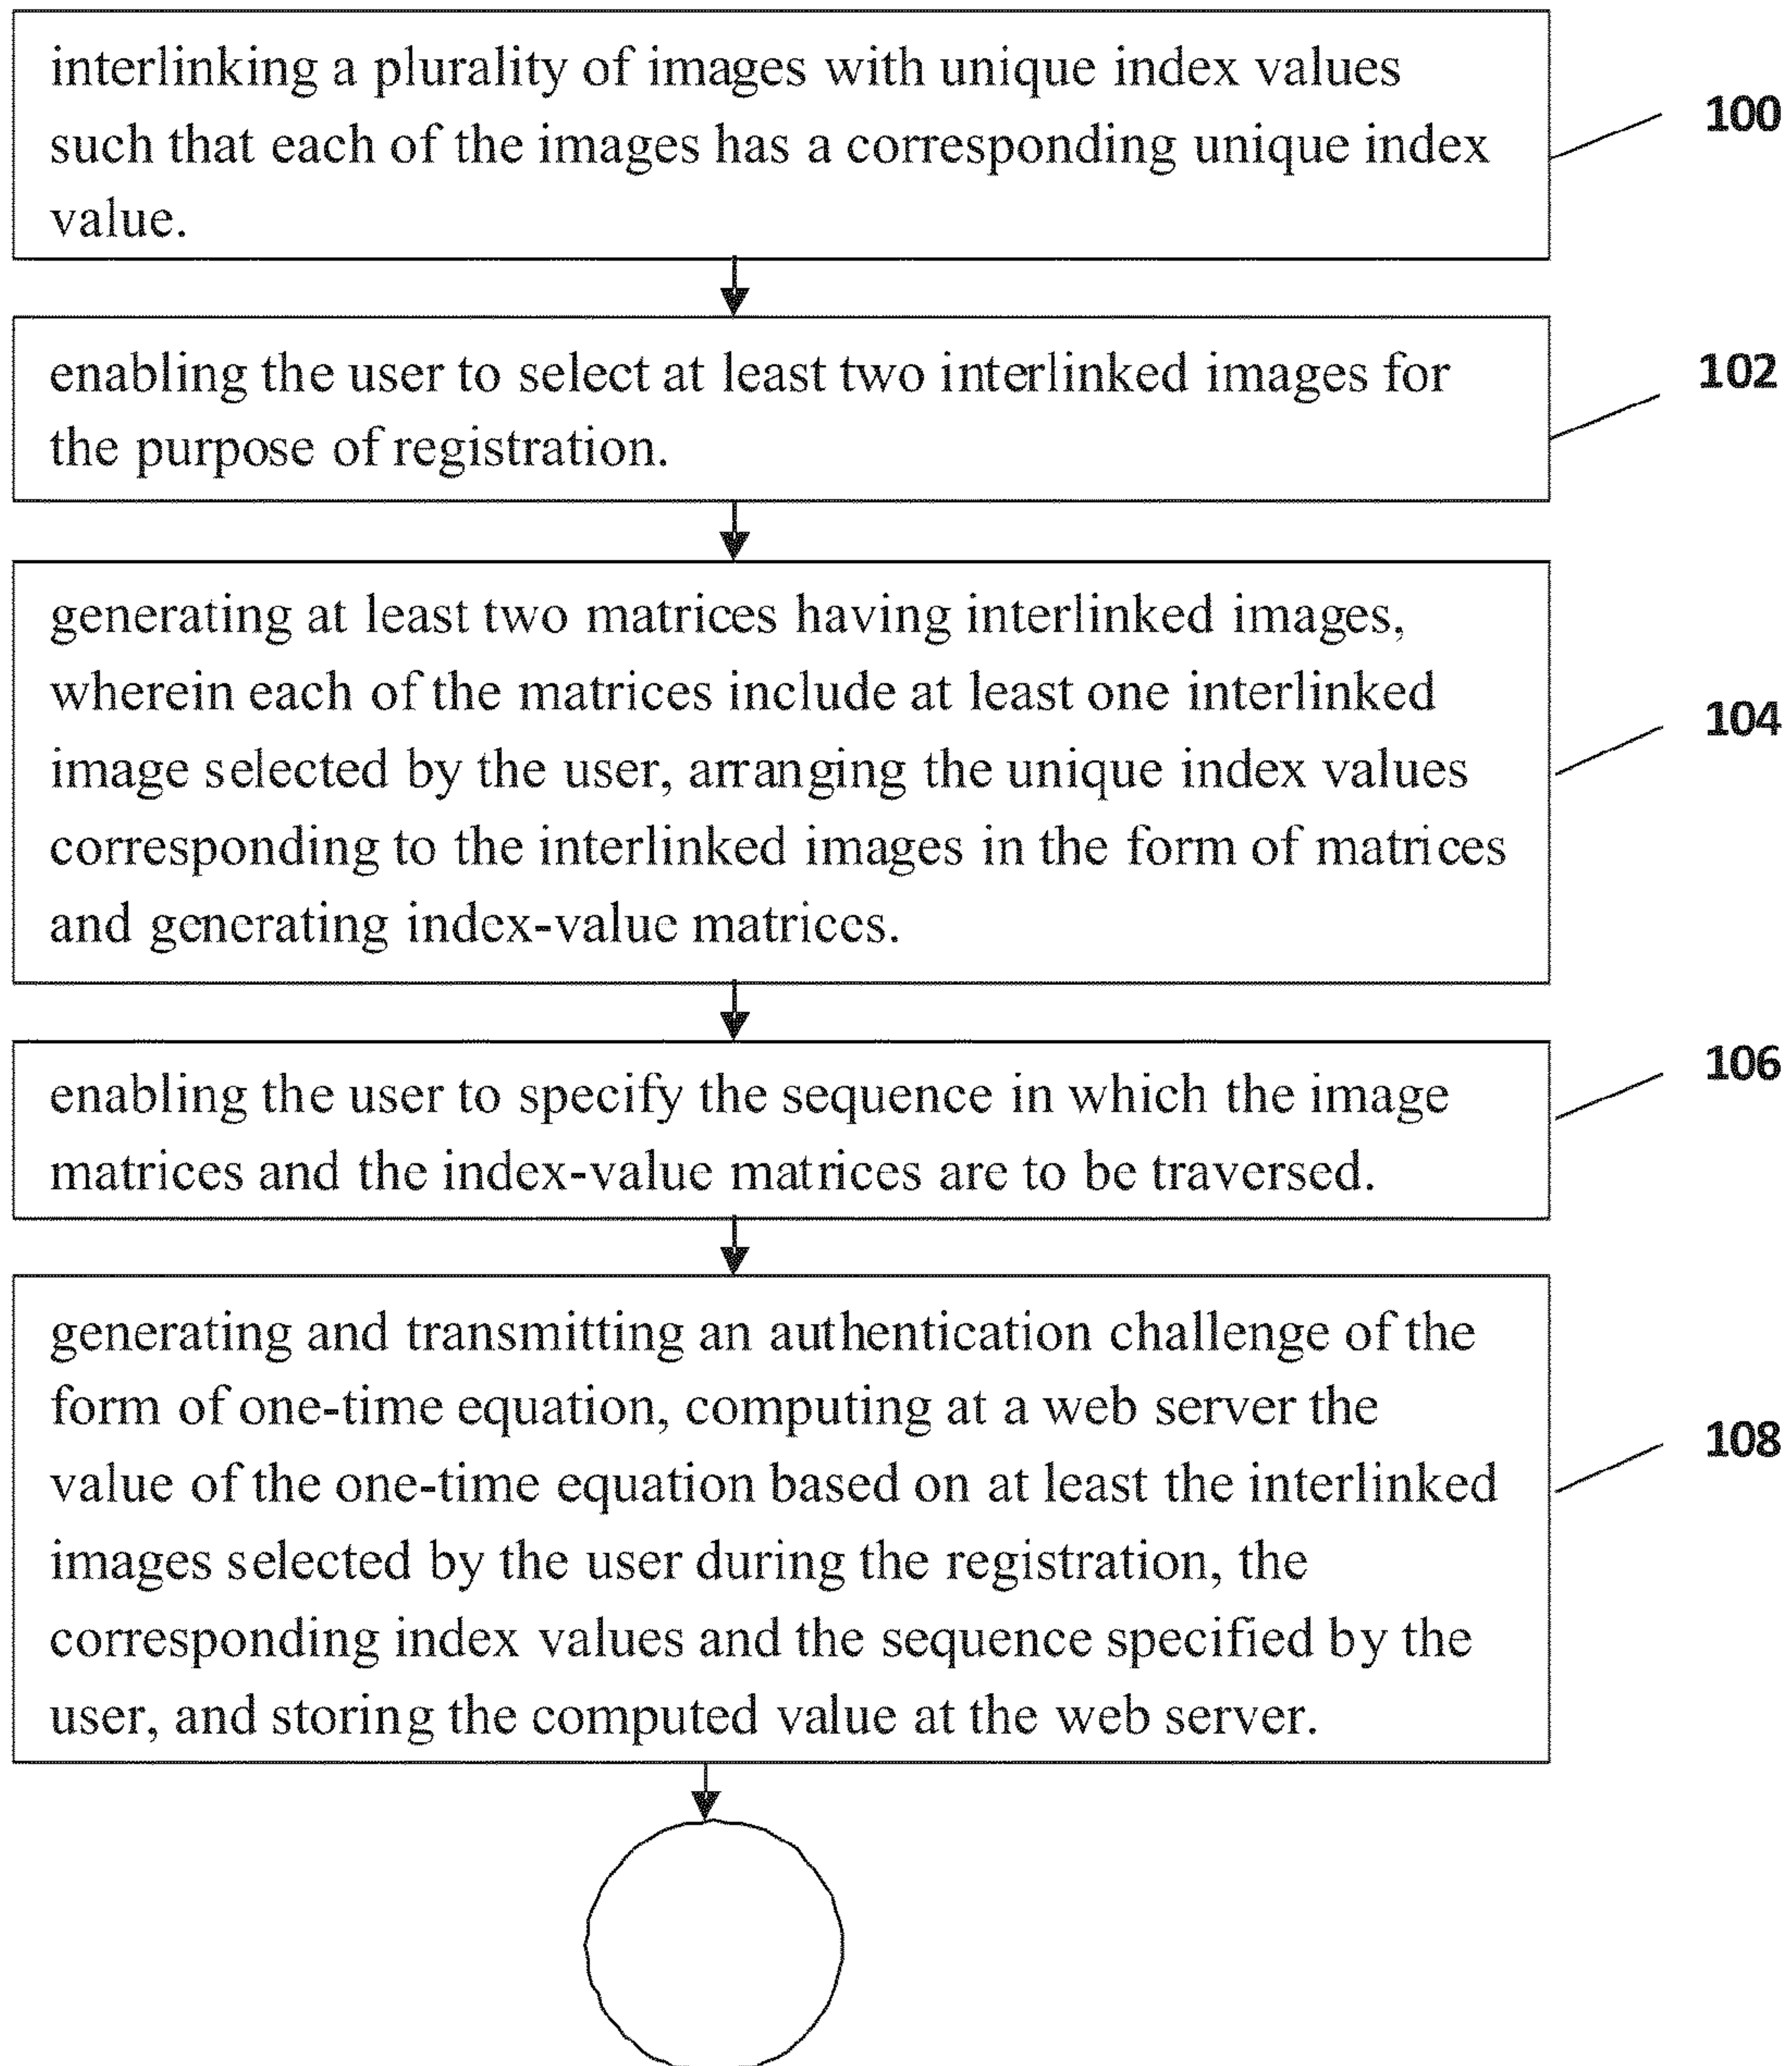 interlinking a plurality of images with unique index values
such that each of the images has a corresponding unique index
value.
100
enabling the user to select at least two interlinked images for
the purpose of registration.
102
generating at least two matrices having interlinked images,
wherein each of the matrices include at least one interlinked
image selected by the user, arranging the unique index values
corresponding to the interlinked images in the form of matrices
and generating index-value matrices.
104
enabling the user to specify the sequence in which the image
matrices and the index-value matrices are to be traversed.
106
generating and transmitting an authentication challenge of the
form of one-time equation, computing at a web server the
value of the one-time equation based on at least the interlinked
images selected by the user during the registration, the
corresponding index values and the sequence specified by the
user, and storing the computed value at the web server.
108